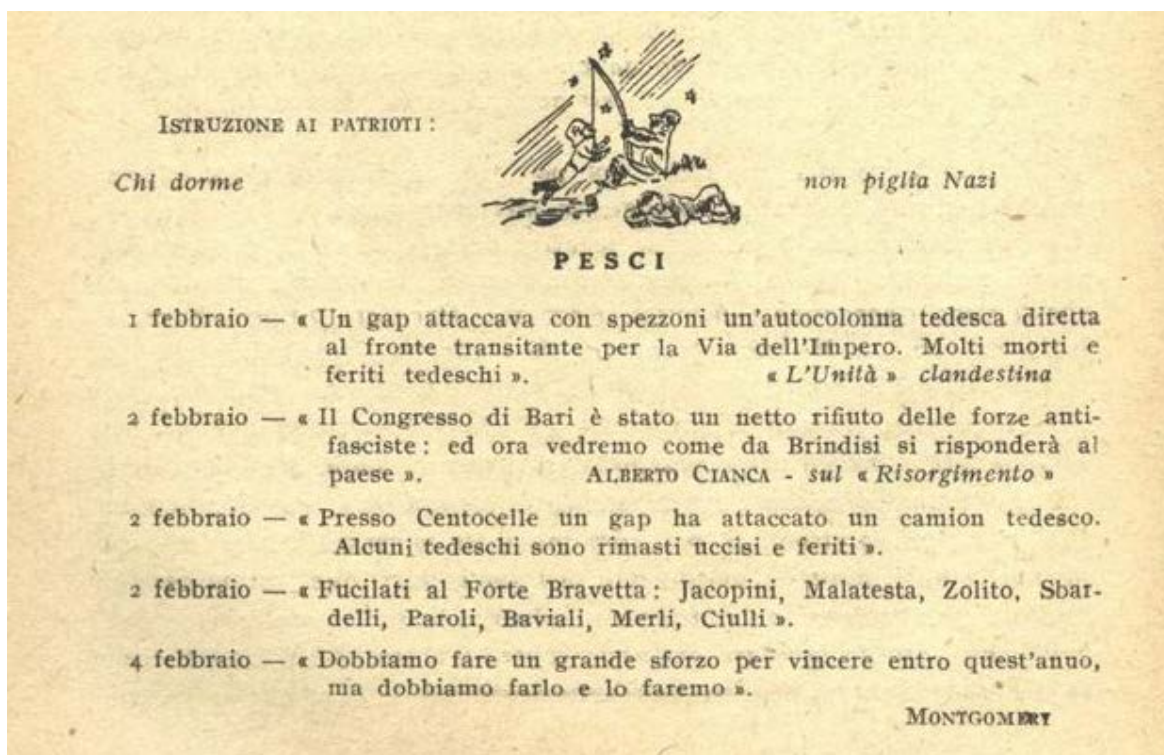 ISTRUZIONE AI PATRIOTI :
Chi dorme non piglia Nazi
PESCI
1 febbraio — « Un gap attaccava con spezzoni un'autocolonna tedesca diretta
al fronte transitante per la Via dell'Impero. Molti morti e
feriti tedeschi ». « L'Unità » clandestina
2 febbraio — « Il Congresso di Bari è stato un netto rifiuto delle forze anti-
fasciste : ed ora vedremo come da Brindisi si risponderà al
paese ». ALBERTO CIANCA - sul « Risorgimento »
2 febbraio — « Presso Centocelle un gap ha attaccato un camion tedesco.
Alcuni tedeschi sono rimasti uccisi e feriti ».
2 febbraio — « Fucilati al Forte Bravetta : Jacopini, Malatesta, Zolito, Sbar-
delli, Paroli, Baviali, Merli, Ciulli ».
4 febbraio — « Dobbiamo fare un grande sforzo per vincere entro quest'anno,
ma dobbiamo farlo e lo faremo ».
MONTGOMERY